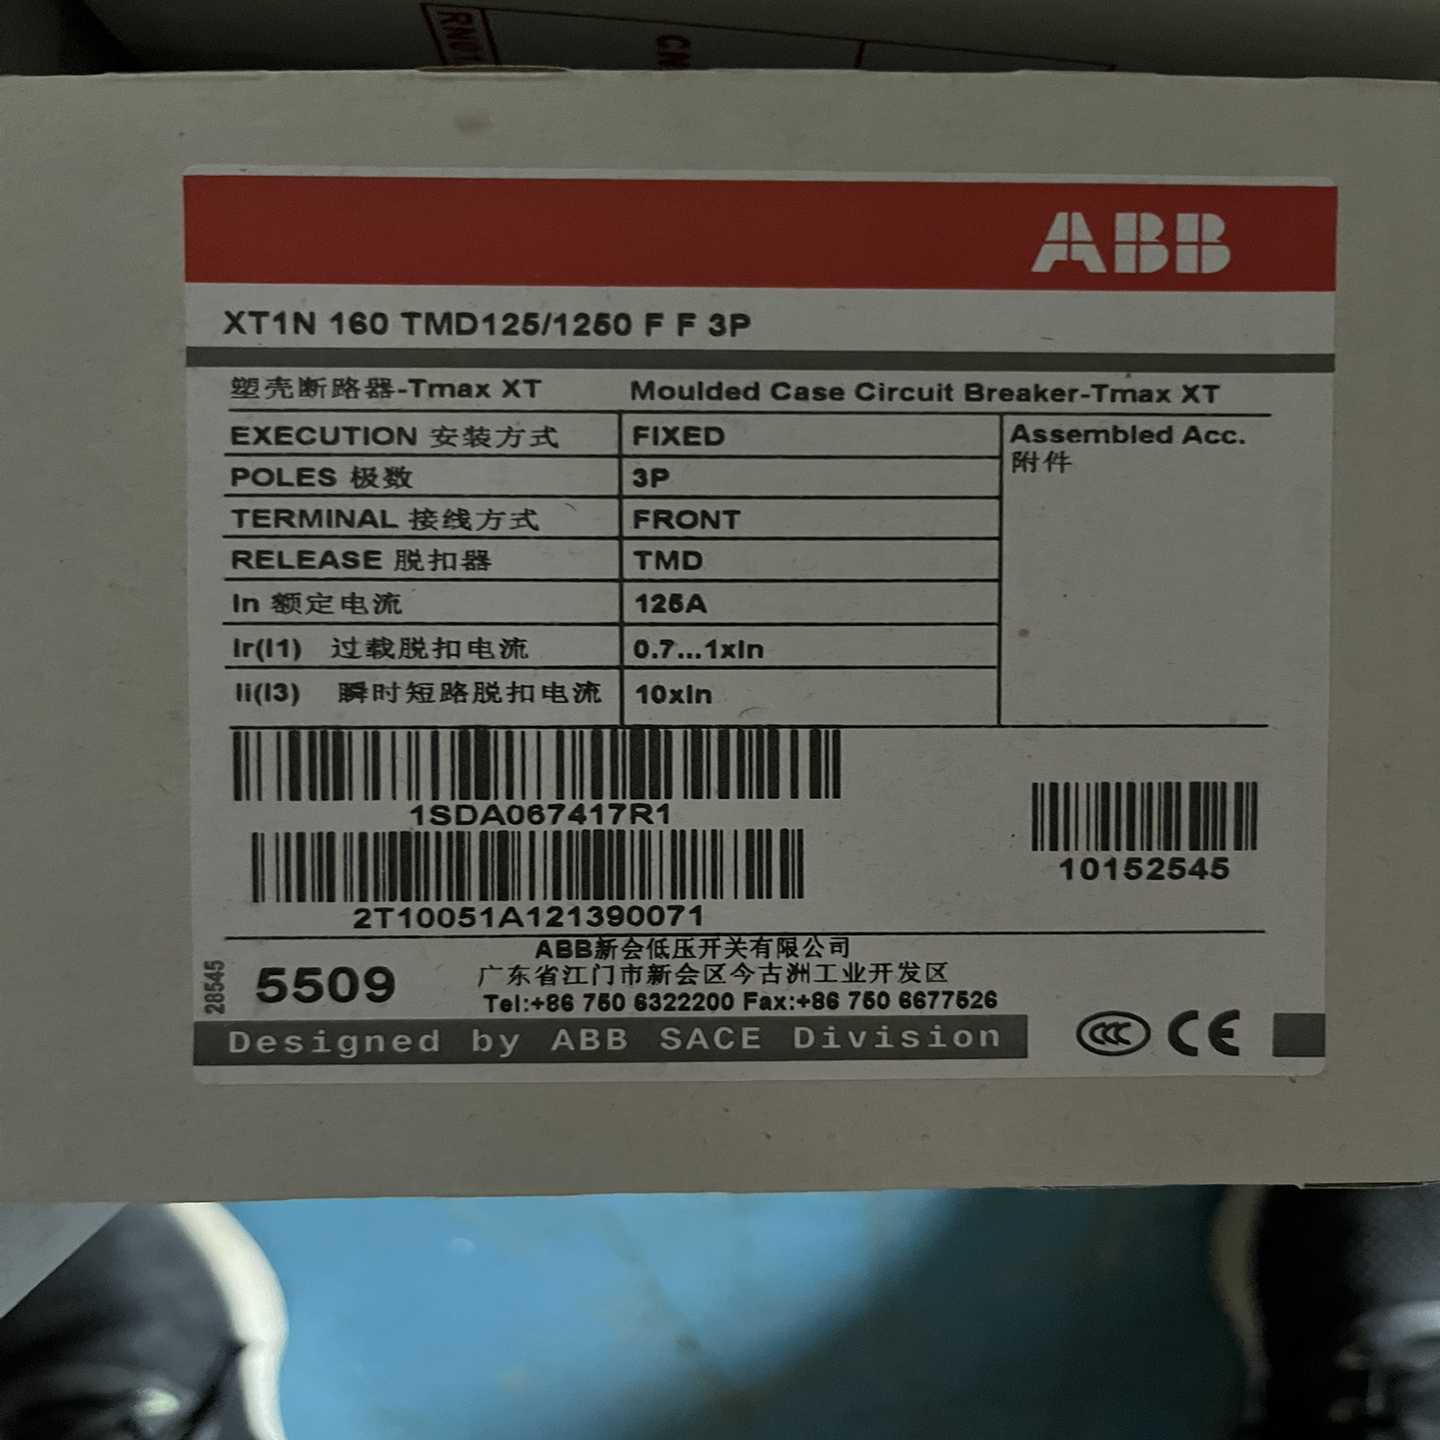 ABB
XT1N 160 TMD125/1250 F F 3P
塑壳断路器-Tmax XT Moulded Case Circuit Breaker-Tmax XT
EXECUTION 安装方式 FIXED Assembled Acc.
附件
POLES 极数 3P
TERMINAL 接线方式 FRONT
RELEASE 脱扣器 TMD
In 额定电流 125A
Ir(I1) 过载脱扣电流 0.7...1xIn
Ii(I3) 瞬时短路脱扣电流 10xIn
1SDA067417R1
10152545
2T10051A121390071
ABB新会低压开关有限公司
28545
5509
广东省江门市新会区今古洲工业开发区
Tel:+86 750 6322200 Fax:+86 750 6677526
Designed by ABB SACE Division
CCC CE